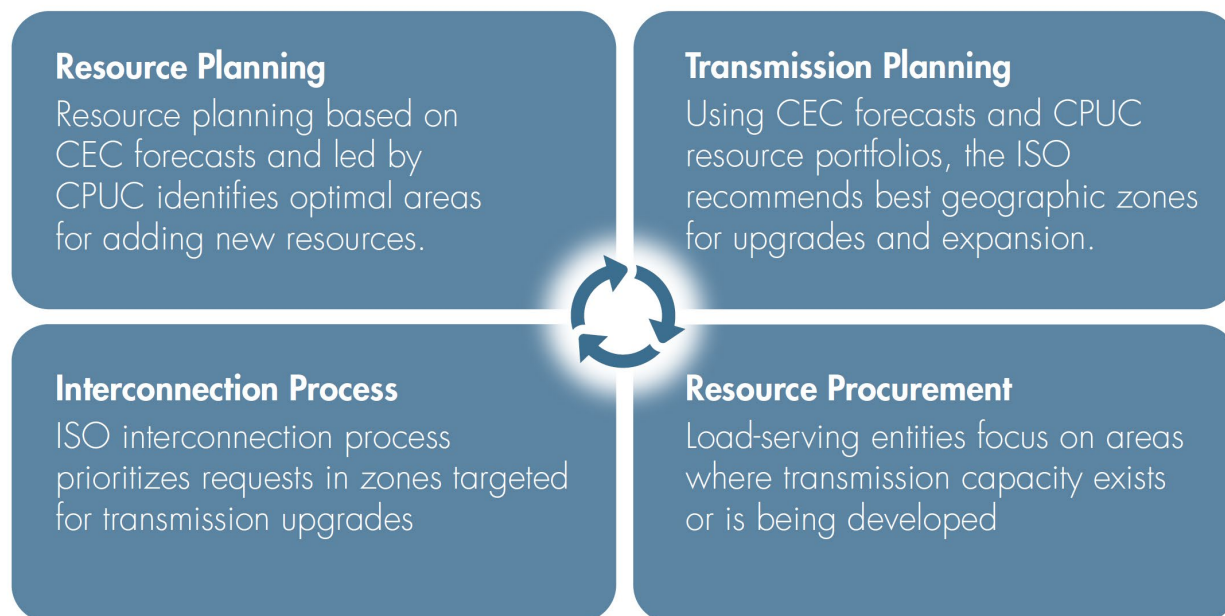 Resource Planning
Resource planning based on
CEC forecasts and led by
CPUC identifies optimal areas
for adding new resources.
Transmission Planning
Using CEC forecasts and CPUC
resource portfolios, the ISO
recommends best geographic zones
for upgrades and expansion.
Interconnection Process
ISO interconnection process
prioritizes requests in zones targeted
for transmission upgrades
Resource Procurement
Load-serving entities focus on areas
where transmission capacity exists
or is being developed